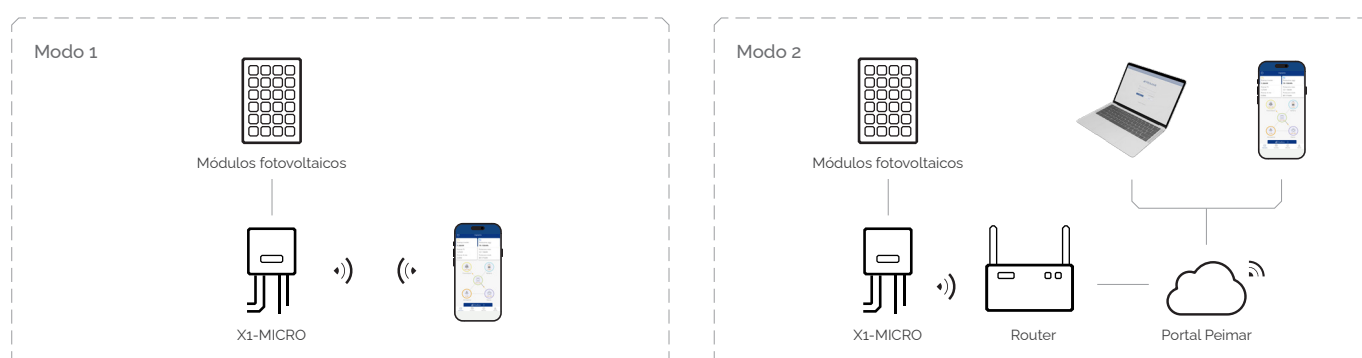 Modo 1
Módulos fotovoltaicos
X1-MICRO
Modo 2
Módulos fotovoltaicos
X1-MICRO
Router
Portal Peimar